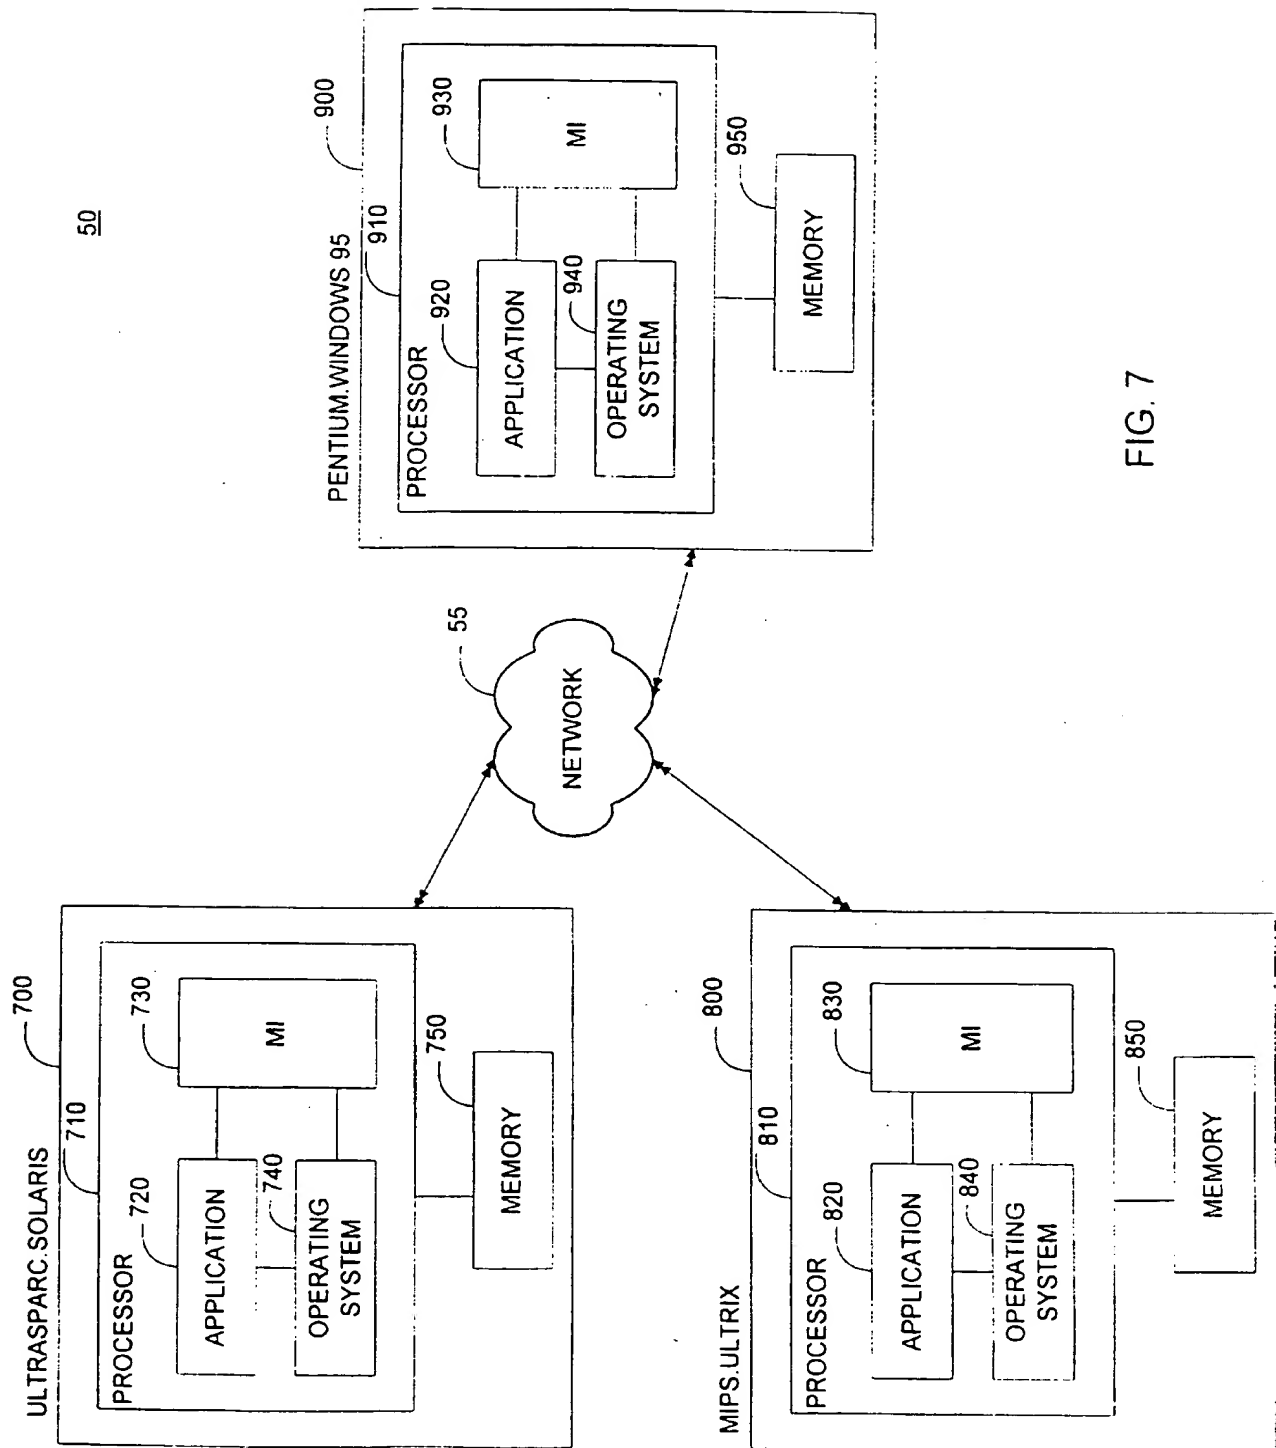 50
ULTRASPARC.SOLARIS
700
710
PROCESSOR
720
730
APPLICATION
MI
740
OPERATING
SYSTEM
750
MEMORY
MIPS.ULTRIX
800
810
PROCESSOR
820
830
APPLICATION
MI
840
OPERATING
SYSTEM
850
MEMORY
55
NETWORK
PENTIUM.WINDOWS 95
900
910
PROCESSOR
920
930
APPLICATION
MI
940
OPERATING
SYSTEM
950
MEMORY
FIG. 7